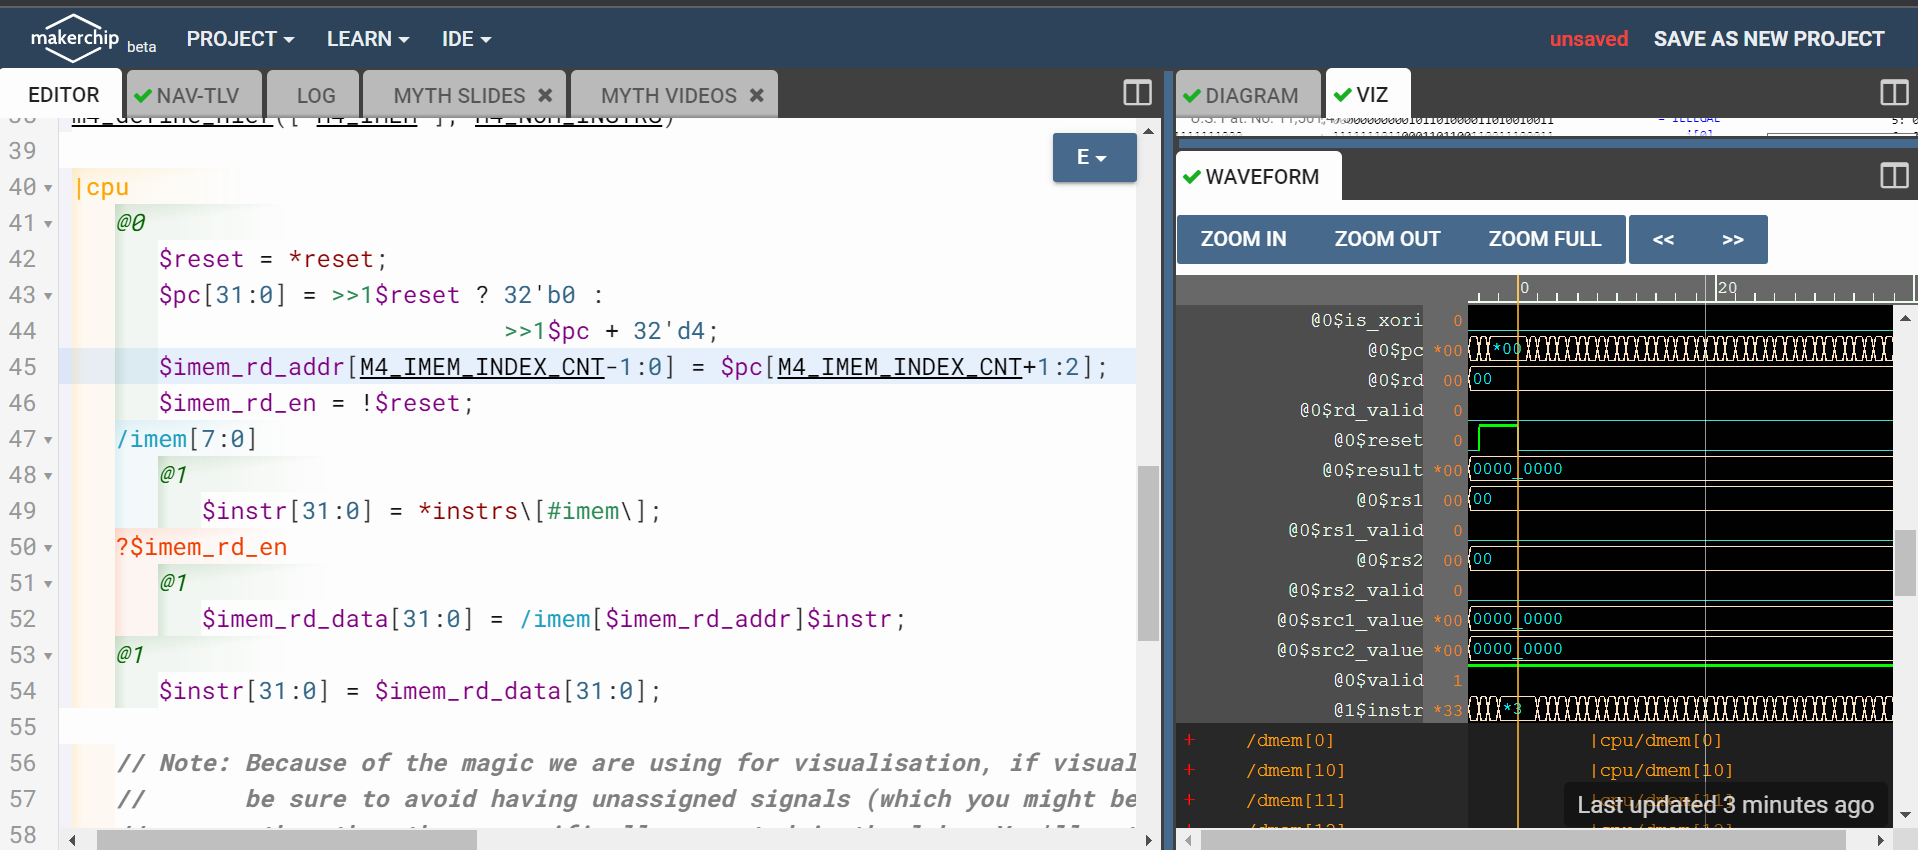 makerchip beta PROJECT LEARN IDE unsaved SAVE AS NEW PROJECT
EDITOR NAV-TLV LOG MYTH SLIDES MYTH VIDEOS
E
39
40 |cpu
41 @0
42 $reset = *reset;
43 $pc[31:0] = >>1$reset ? 32'b0 :
44 >>1$pc + 32'd4;
45 $imem_rd_addr[M4_IMEM_INDEX_CNT-1:0] = $pc[M4_IMEM_INDEX_CNT+1:2];
46 $imem_rd_en = !$reset;
47 /imem[7:0]
48 @1
49 $instr[31:0] = *instrs\[#imem\];
50 ?$imem_rd_en
51 @1
52 $imem_rd_data[31:0] = /imem[$imem_rd_addr]$instr;
53 @1
54 $instr[31:0] = $imem_rd_data[31:0];
55
56 // Note: Because of the magic we are using for visualisation, if visual
57 // be sure to avoid having unassigned signals (which you might be
58
DIAGRAM VIZ
WAVEFORM
ZOOM IN ZOOM OUT ZOOM FULL << >>
0 20
@0$is_xori 0
@0$pc *00 *00
@0$rd 00 00
@0$rd_valid 0
@0$reset 0
@0$result *00 0000_0000
@0$rs1 00 00
@0$rs1_valid 0
@0$rs2 00 00
@0$rs2_valid 0
@0$src1_value *00 0000_0000
@0$src2_value *00 0000_0000
@0$valid 1
@1$instr *33 *3
+ /dmem[0] |cpu/dmem[0]
+ /dmem[10] |cpu/dmem[10]
+ /dmem[11] |cpu/dmem[11]
Last updated 3 minutes ago